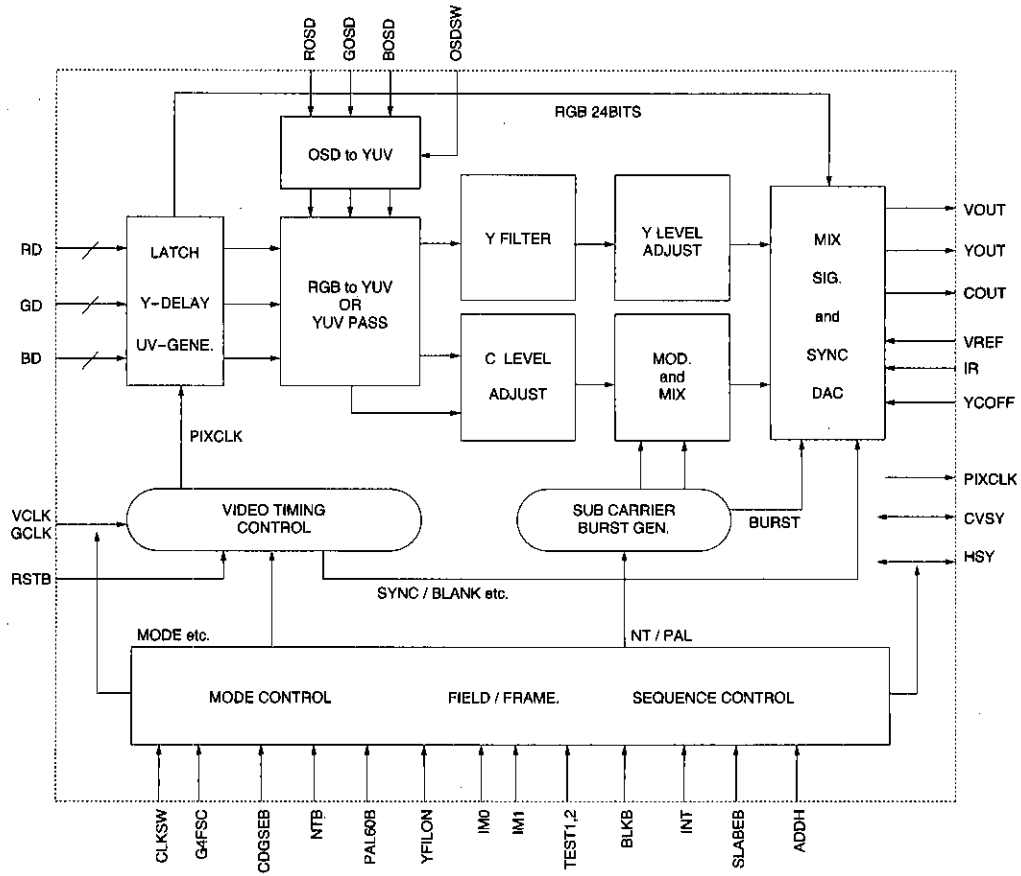 ROSD
GOSD
BOSD
OSDSW
RGB 24BITS
OSD to YUV
RD
GD
BD
LATCH
Y-DELAY
UV-GENE.
RGB to YUV
OR
YUV PASS
Y FILTER
Y LEVEL
ADJUST
C LEVEL
ADJUST
MOD.
and
MIX
MIX
SIG.
and
SYNC
DAC
VOUT
YOUT
COUT
VREF
IR
YCOFF
PIXCLK
PIXCLK
CVSY
HSY
VCLK
GCLK
RSTB
VIDEO TIMING
CONTROL
SUB CARRIER
BURST GEN.
BURST
SYNC / BLANK etc.
MODE etc.
NT / PAL
MODE CONTROL
FIELD / FRAME.
SEQUENCE CONTROL
CLKSW
G4FSC
CDGSEB
NTB
PAL60B
YFILON
IM0
IM1
TEST1,2
BLKB
INT
SLABEB
ADDH